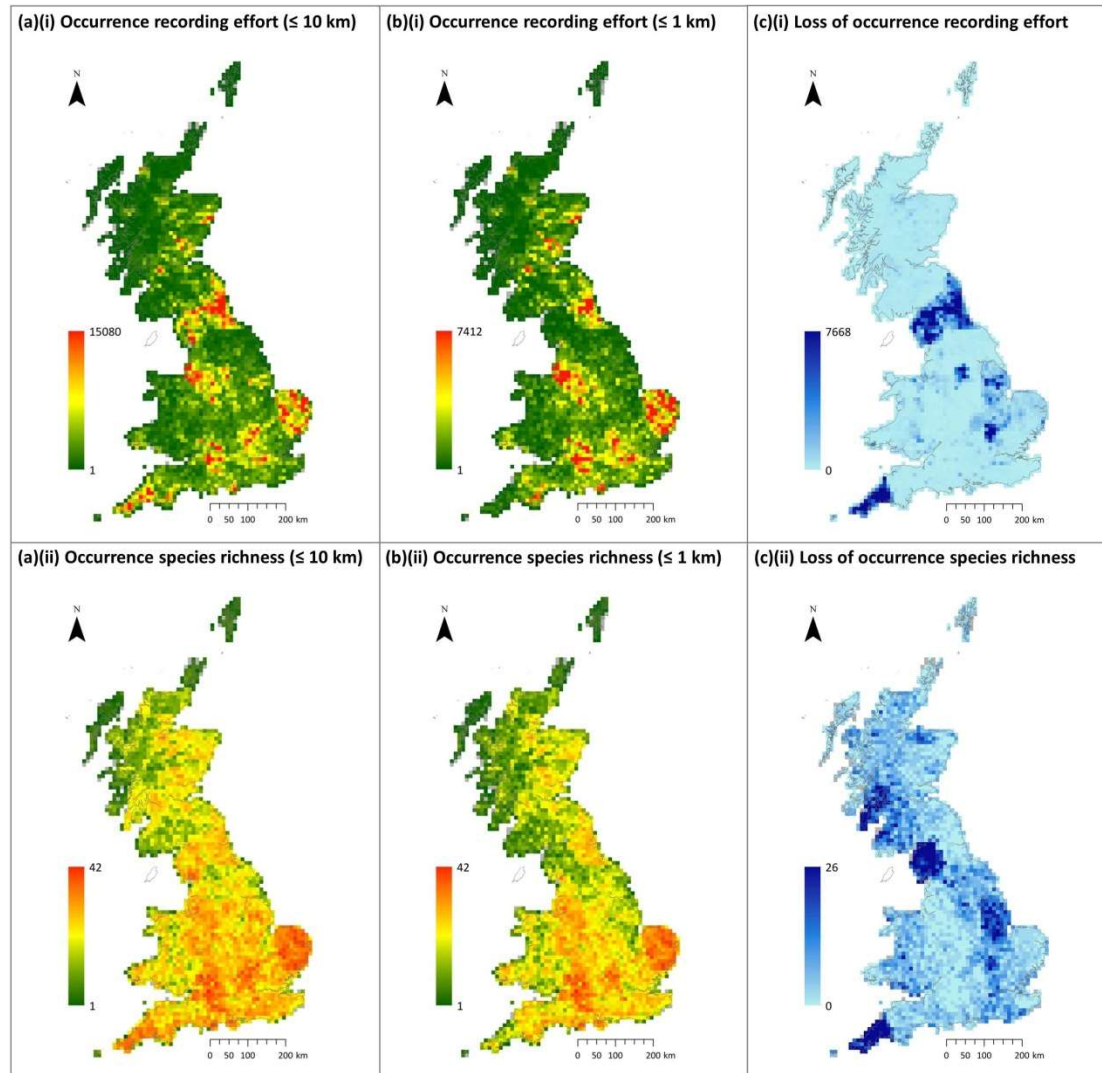 (a)(i) Occurrence recording effort (≤ 10 km)
N
15080
1
0 50 100 200 km
(b)(i) Occurrence recording effort (≤ 1 km)
N
7412
1
0 50 100 200 km
(c)(i) Loss of occurrence recording effort
N
7668
0
0 50 100 200 km
(a)(ii) Occurrence species richness (≤ 10 km)
N
42
1
0 50 100 200 km
(b)(ii) Occurrence species richness (≤ 1 km)
N
42
1
0 50 100 200 km
(c)(ii) Loss of occurrence species richness
N
26
0
0 50 100 200 km